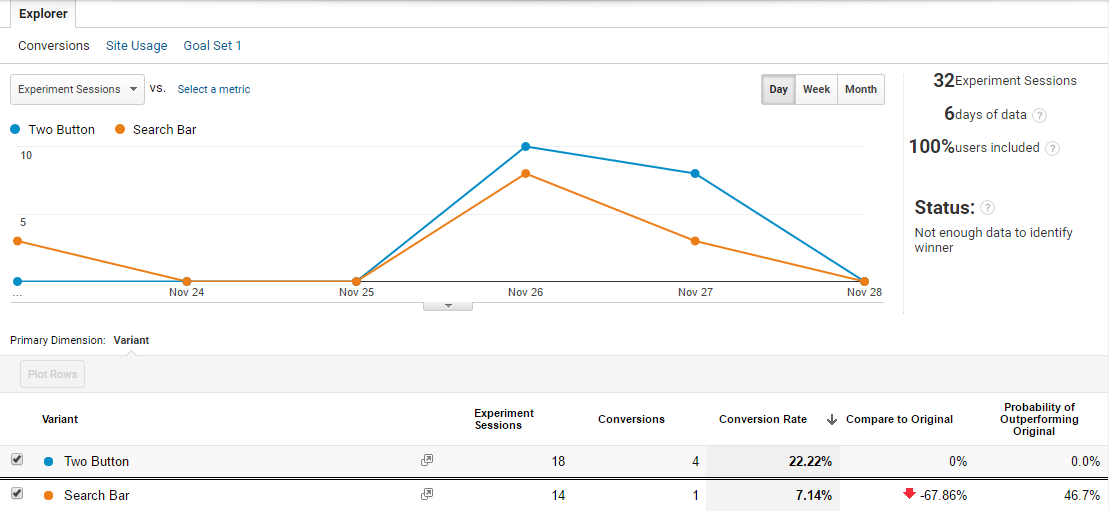 Explorer
Conversions Site Usage Goal Set 1
Experiment Sessions vs. Select a metric
Day Week Month
Two Button Search Bar
10
5
... Nov 24 Nov 25 Nov 26 Nov 27 Nov 28
32 Experiment Sessions
6 days of data ?
100% users included ?
Status: ?
Not enough data to identify
winner
Primary Dimension: Variant
Plot Rows
Variant Experiment Sessions Conversions Conversion Rate Compare to Original Probability of Outperforming Original
Two Button 18 4 22.22% 0% 0.0%
Search Bar 14 1 7.14% -67.86% 46.7%